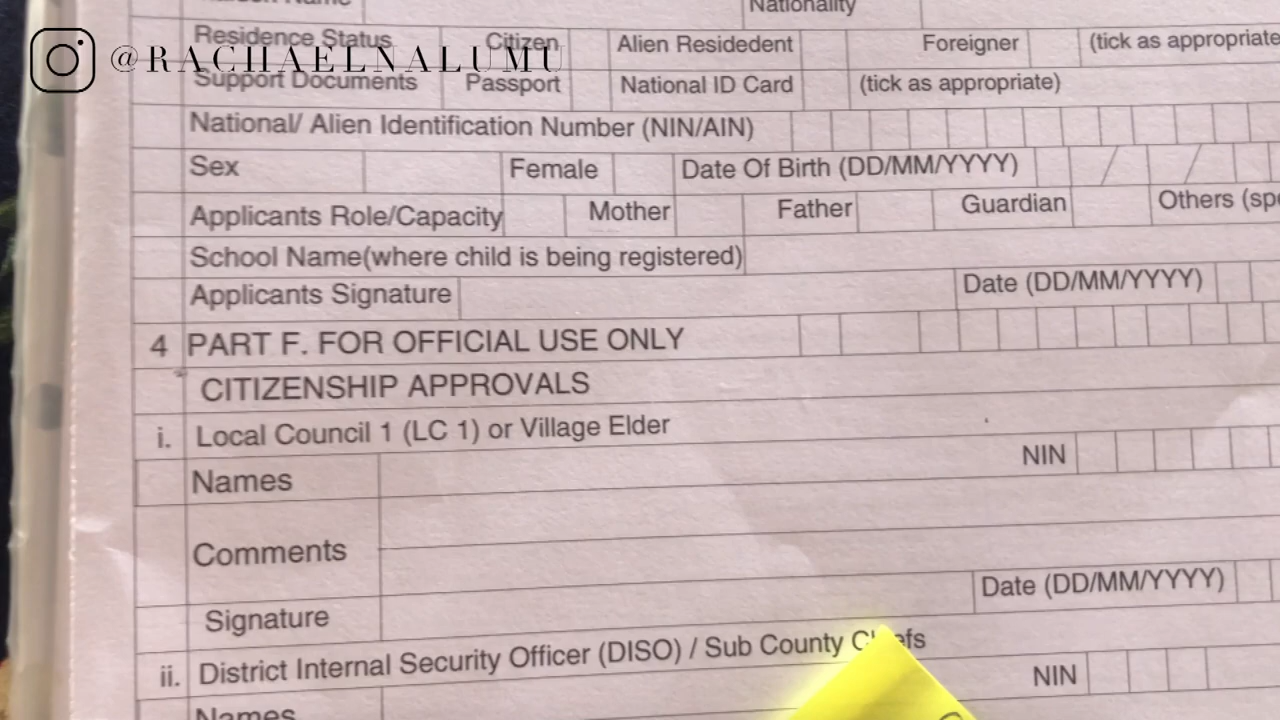 Nationality
Residence Status Citizen Alien Residedent Foreigner (tick as appropriate
@RACHAELNALUMU
Support Documents Passport National ID Card (tick as appropriate)
National/ Alien Identification Number (NIN/AIN)
Sex Female Date Of Birth (DD/MM/YYYY) / /
Applicants Role/Capacity Mother Father Guardian Others (spe
School Name(where child is being registered)
Applicants Signature Date (DD/MM/YYYY)
4 PART F. FOR OFFICIAL USE ONLY
CITIZENSHIP APPROVALS
i. Local Council 1 (LC 1) or Village Elder
NIN
Names
Comments
Signature Date (DD/MM/YYYY)
ii. District Internal Security Officer (DISO) / Sub County Chiefs
NIN
Names